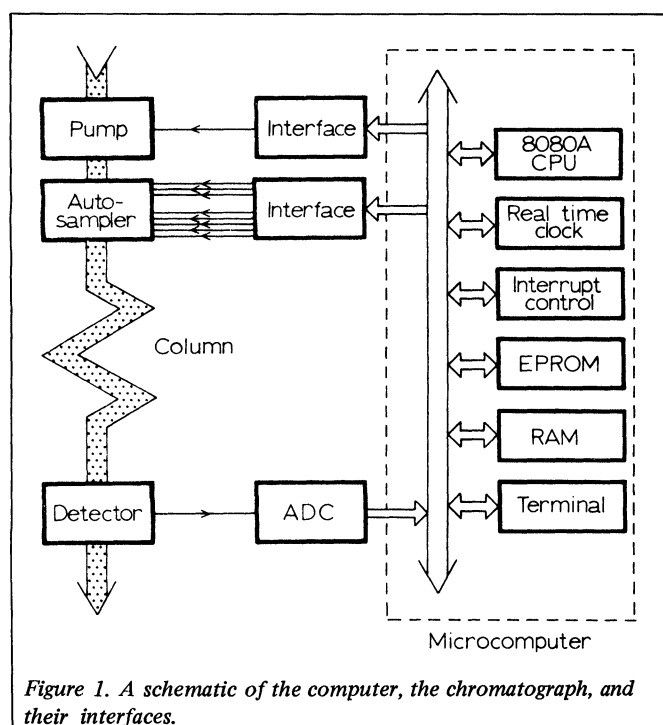 Pump
Interface
Auto-
sampler
Interface
Column
Detector
ADC
8080A
CPU
Real time
clock
Interrupt
control
EPROM
RAM
Terminal
Microcomputer
Figure 1. A schematic of the computer, the chromatograph, and
their interfaces.